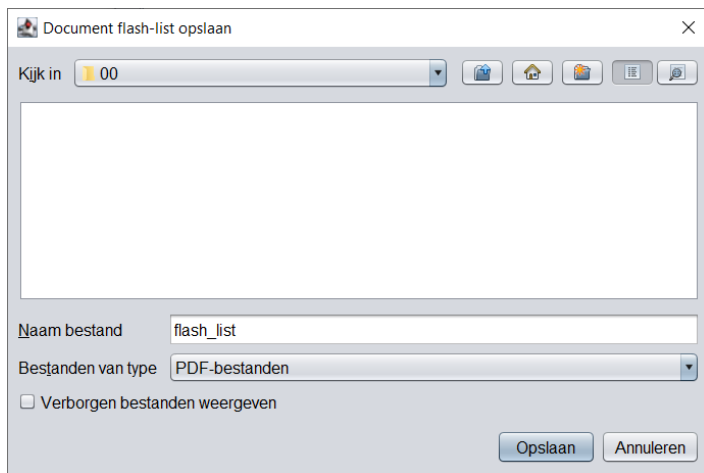 Document flash-list opslaan
Kijk in 00
Naam bestand flash_list
Bestanden van type PDF-bestanden
Verborgen bestanden weergeven
Opslaan Annuleren